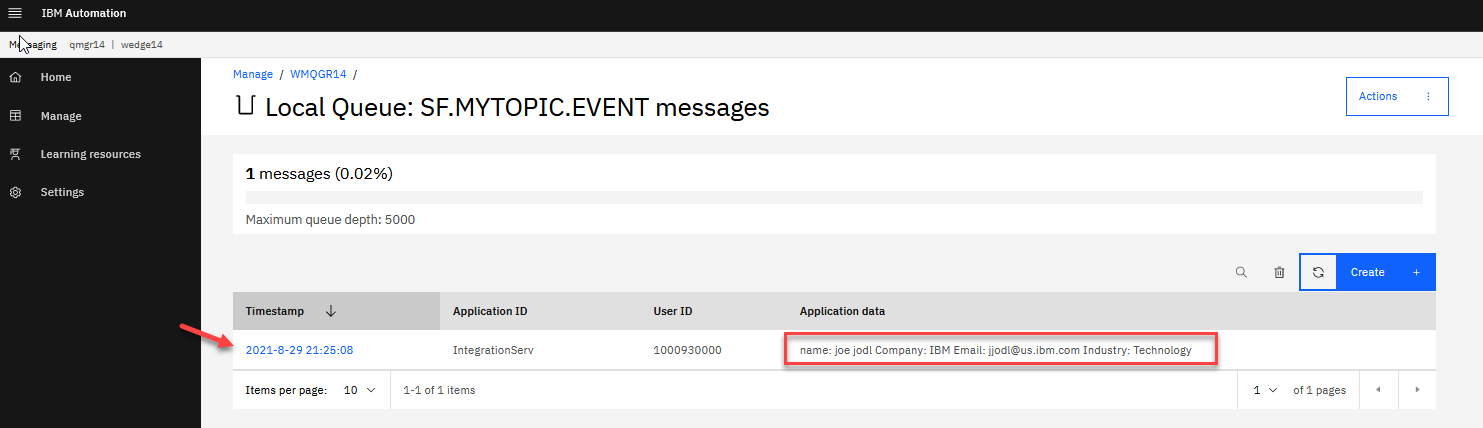 IBM Automation
Messaging qmgr14 | wedge14
Home
Manage
Learning resources
Settings
Manage / WMQGR14 /
Local Queue: SF.MYTOPIC.EVENT messages
Actions
1 messages (0.02%)
Maximum queue depth: 5000
Create +
Timestamp Application ID User ID Application data
2021-8-29 21:25:08 IntegrationServ 1000930000 name: joe jodl Company: IBM Email: jjodl@us.ibm.com Industry: Technology
Items per page: 10 1-1 of 1 items 1 of 1 pages